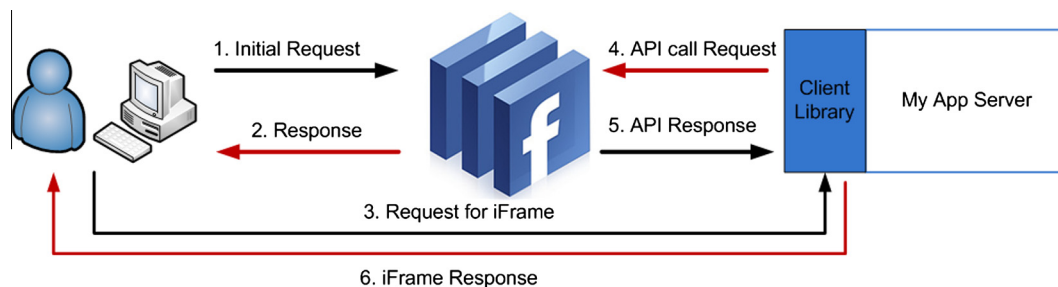 1. Initial Request
2. Response
3. Request for iFrame
4. API call Request
5. API Response
6. iFrame Response
Client
Library
My App Server
f